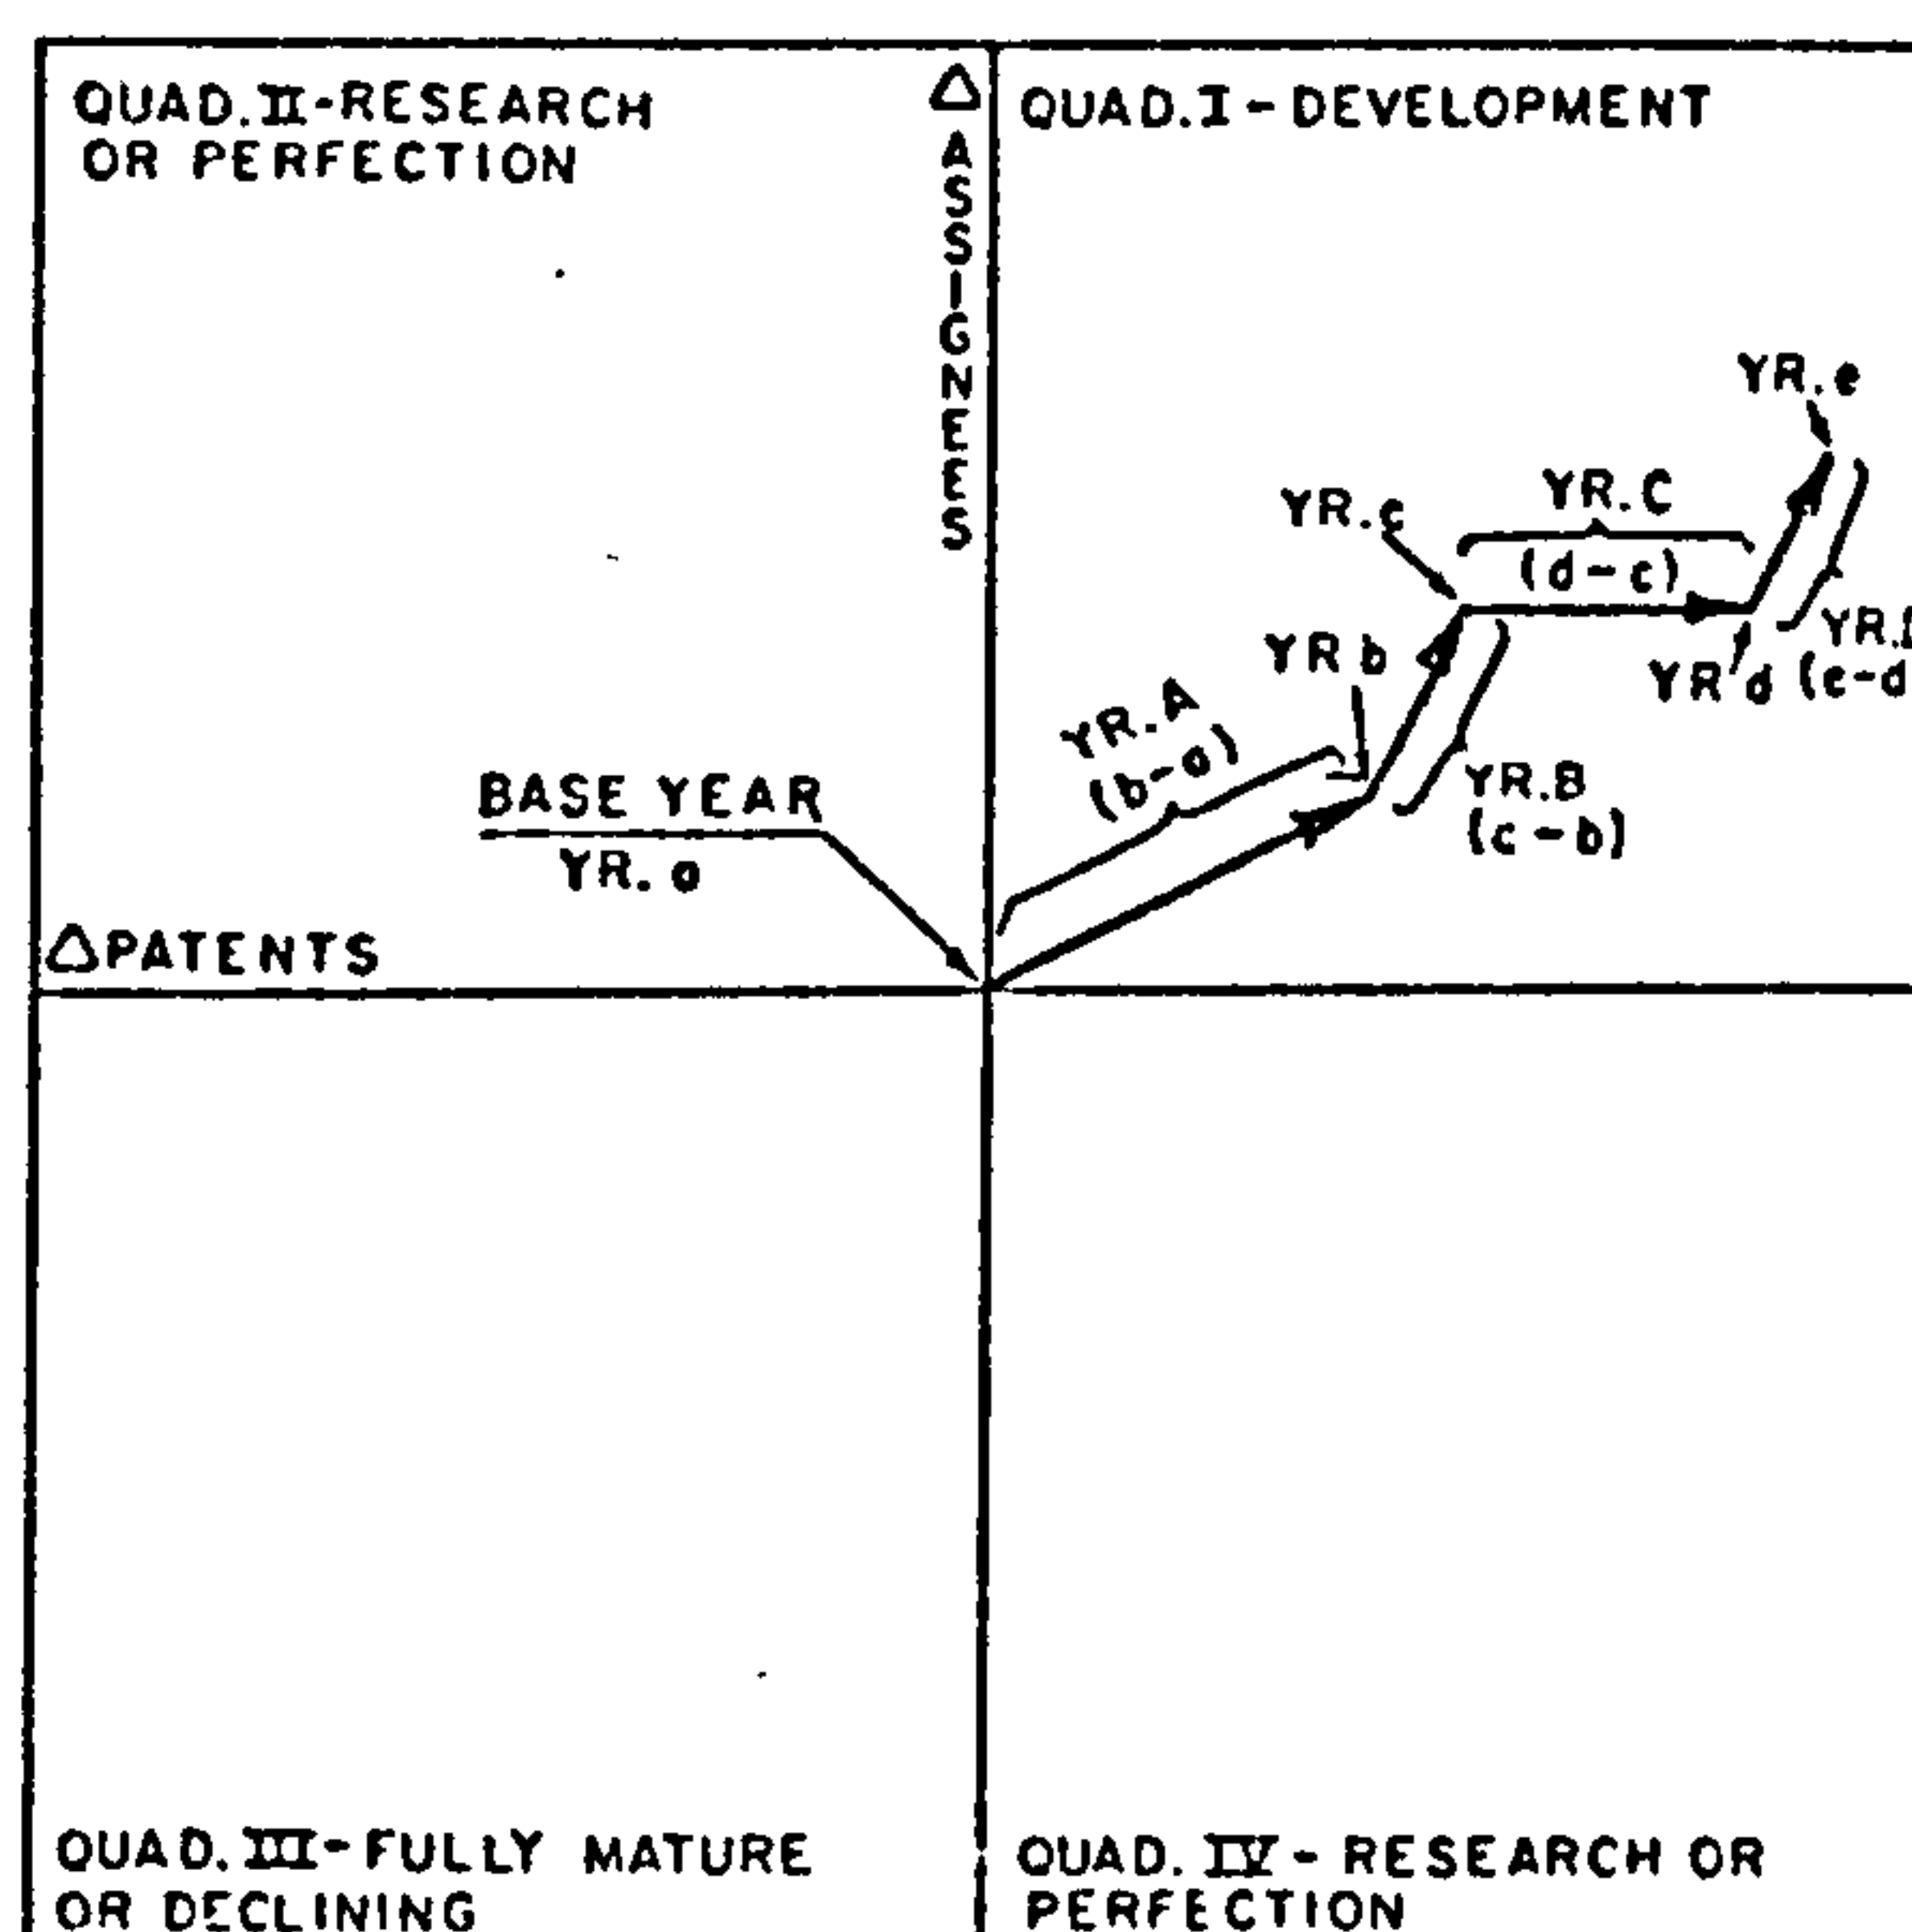 QUAD. II-RESEARCH
OR PERFECTION
Δ ASSIGNEES
QUAD. I - DEVELOPMENT
YR. e
YR. C
(d-c)
YR. c
YR b
YR. A
(b-a)
YR d
(e-d
YR. B
(c-b)
BASE YEAR
YR. a
Δ PATENTS
QUAD. III- FULLY MATURE
OR DECLINING
QUAD. IV - RESEARCH OR
PERFECTION